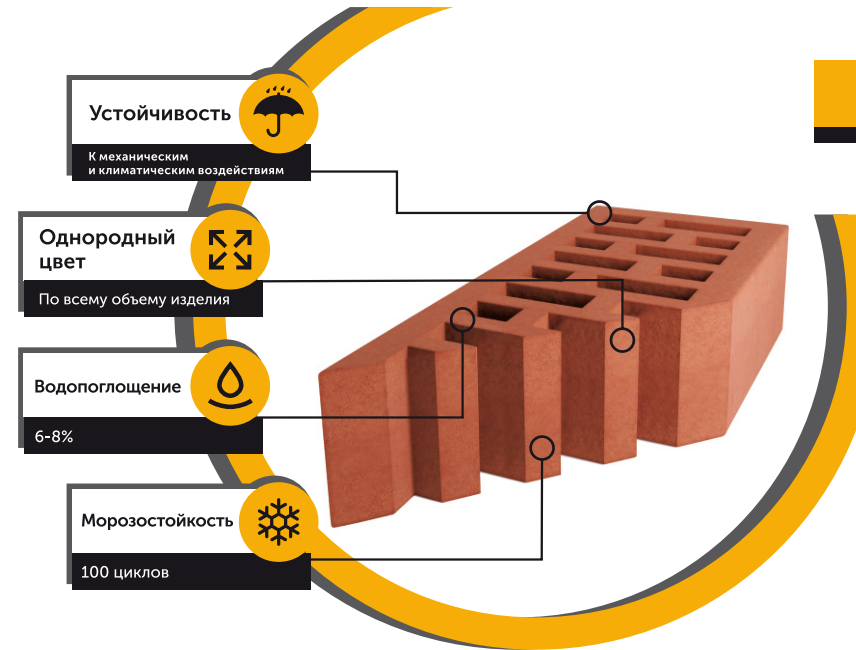 Устойчивость
К механическим
и климатическим воздействиям
Однородный
цвет
По всему объему изделия
Водопоглощение
6-8%
Морозостойкость
100 циклов